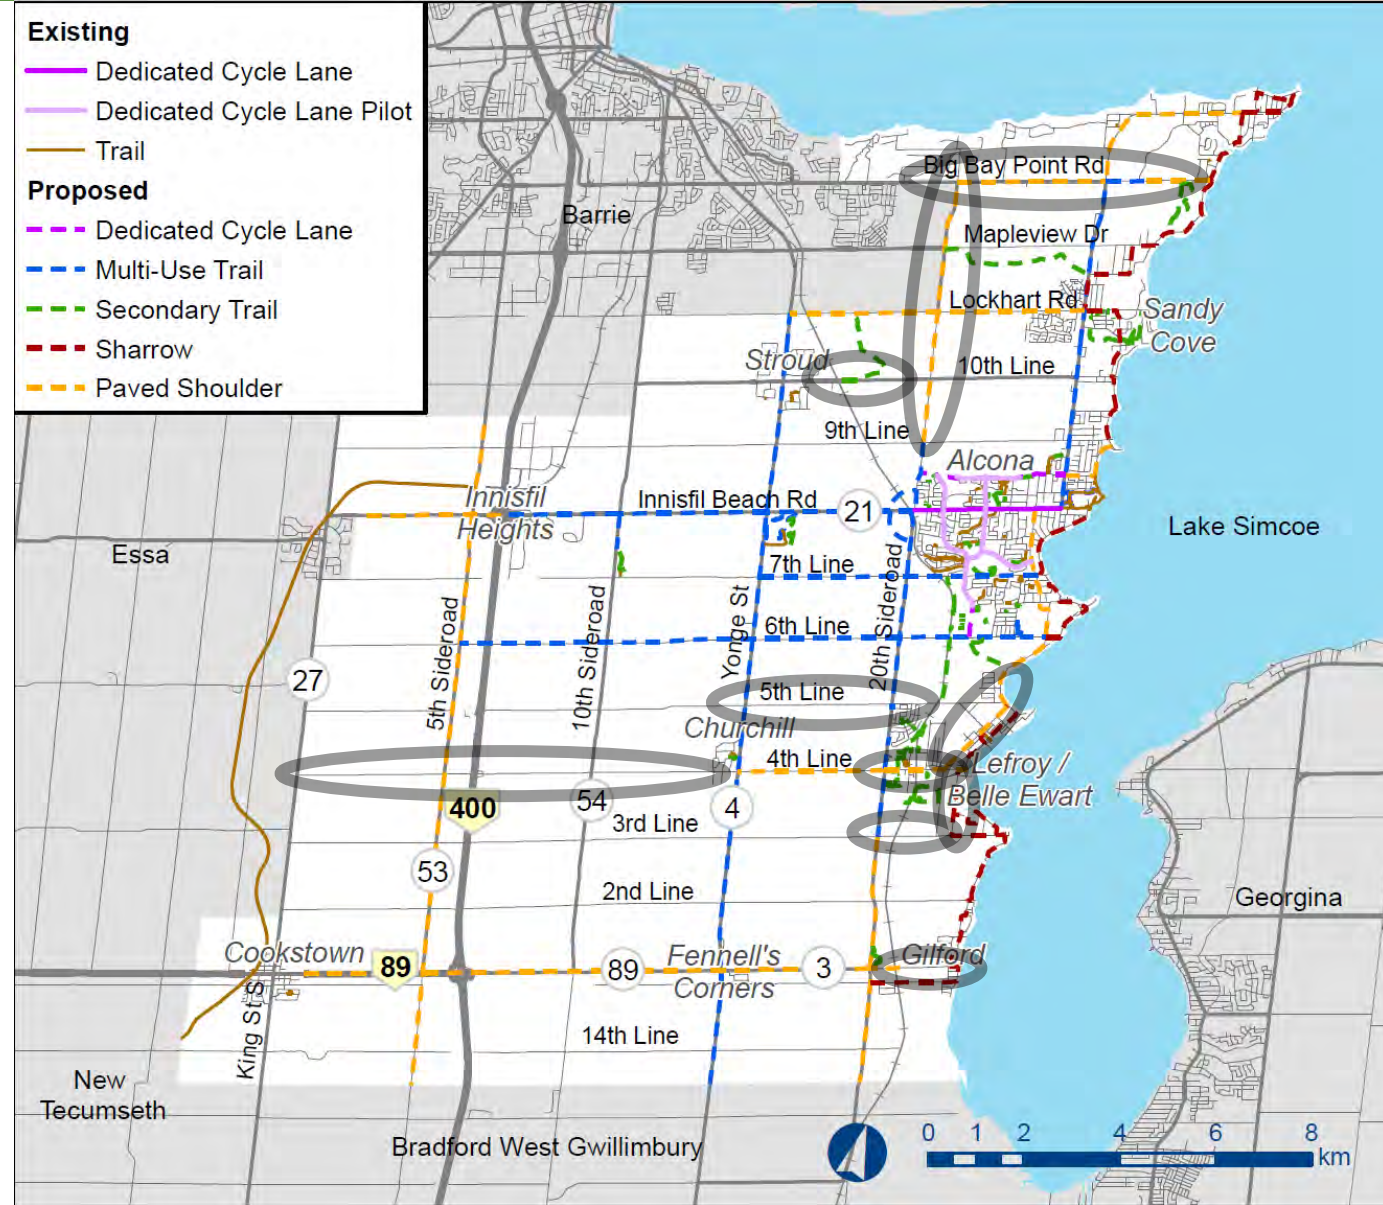 Existing
Dedicated Cycle Lane
Dedicated Cycle Lane Pilot
Trail
Proposed
Dedicated Cycle Lane
Multi-Use Trail
Secondary Trail
Sharrow
Paved Shoulder
Big Bay Point Rd
Barrie
Mapleview Dr
Lockhart Rd
Sandy
Cove
Stroud
10th Line
9th Line
Alcona
Innisfil
Heights
Innisfil Beach Rd
21
Lake Simcoe
Essa
7th Line
5th Sideroad
10th Sideroad
Yonge St
20th Sideroad
6th Line
27
5th Line
Churchill
4th Line
Lefroy /
Belle Ewart
400
54
4
3rd Line
53
2nd Line
Georgina
Cookstown
89
89
Fennell's
Corners
3
Gilford
King St S
14th Line
New
Tecumseth
Bradford West Gwillimbury
0 1 2 4 6 8
km